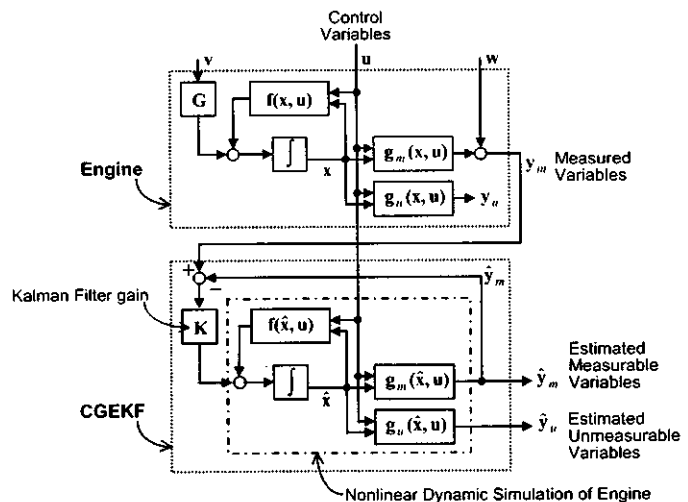 Control
Variables
v
u
w
G
f(x, u)
∫
x
g_m(x, u)
y_m Measured
Variables
Engine
g_u(x, u)
y_u
+
−
ŷ_m
Kalman Filter gain
K
f(x̂, u)
∫
x̂
g_m(x̂, u)
ŷ_m
Estimated
Measurable
Variables
CGEKF
g_u(x̂, u)
ŷ_u
Estimated
Unmeasurable
Variables
Nonlinear Dynamic Simulation of Engine